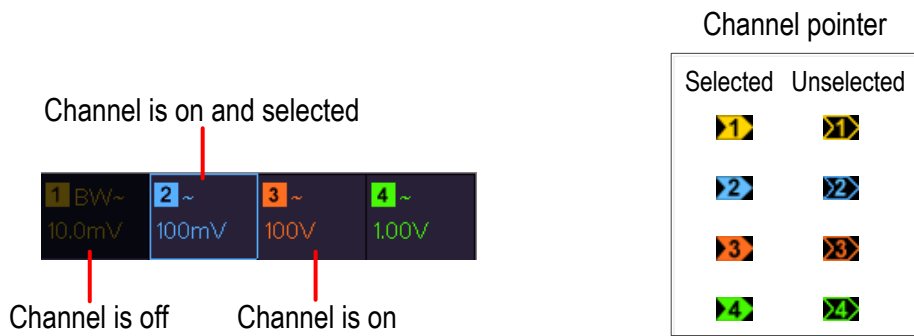 Channel pointer
Selected Unselected
Channel is on and selected
1 BW~ 2 ~ 3 ~ 4 ~
10.0mV 100mV 100V 1.00V
Channel is off Channel is on
1 1
2 2
3 3
4 4